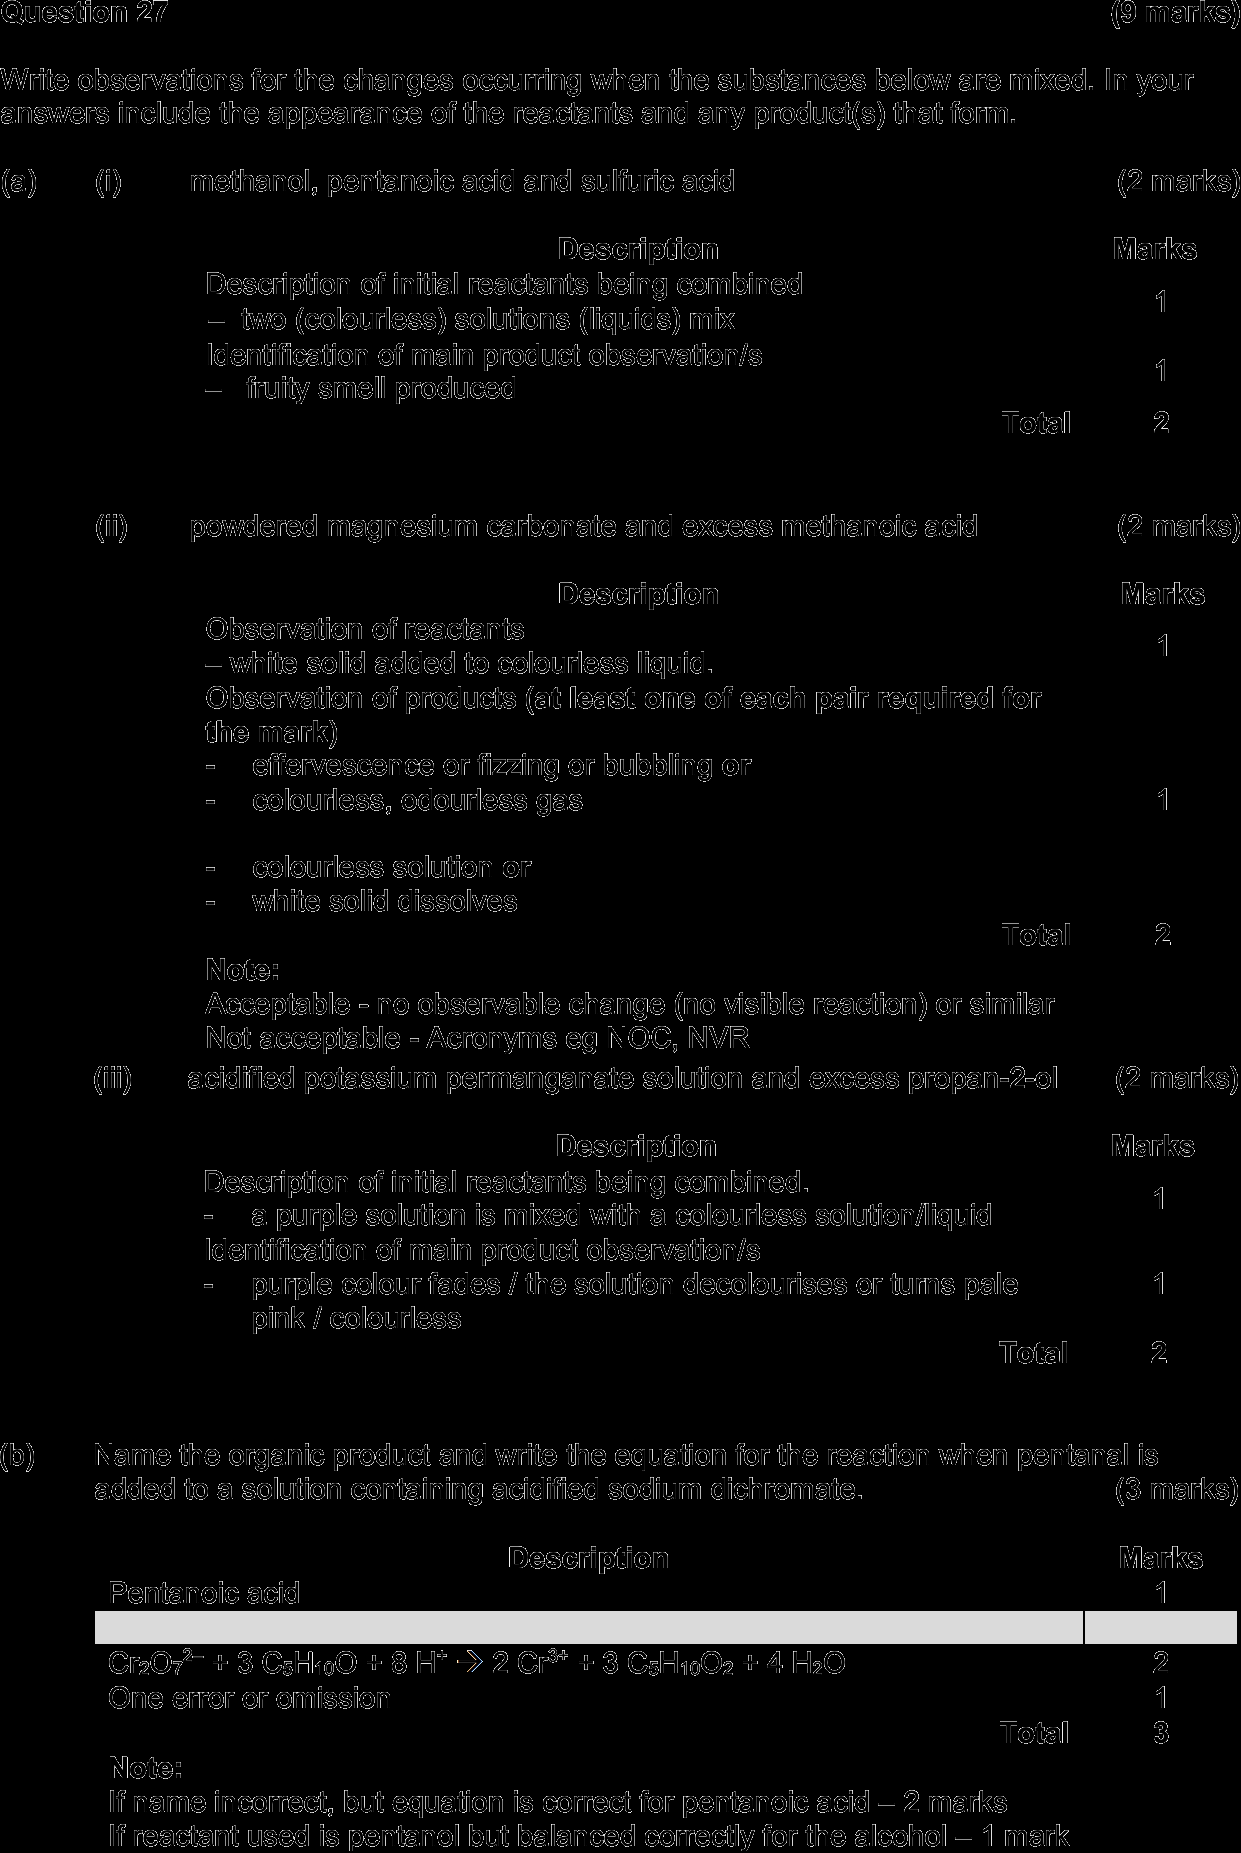 Question 27 (9 marks)
Write observations for the changes occurring when the substances below are mixed. In your
answers include the appearance of the reactants and any product(s) that form.
(a) (i) methanol, pentanoic acid and sulfuric acid (2 marks)
Description Marks
Description of initial reactants being combined
– two (colourless) solutions (liquids) mix 1
Identification of main product observation/s
– fruity smell produced 1
Total 2
(ii) powdered magnesium carbonate and excess methanoic acid (2 marks)
Description Marks
Observation of reactants
– white solid added to colourless liquid. 1
Observation of products (at least one of each pair required for
the mark)
- effervescence or fizzing or bubbling or
- colourless, odourless gas 1
- colourless solution or
- white solid dissolves
Total 2
Note:
Acceptable - no observable change (no visible reaction) or similar
Not acceptable - Acronyms eg NOC, NVR
(iii) acidified potassium permanganate solution and excess propan-2-ol (2 marks)
Description Marks
Description of initial reactants being combined.
- a purple solution is mixed with a colourless solution/liquid 1
Identification of main product observation/s
- purple colour fades / the solution decolourises or turns pale 1
pink / colourless
Total 2
(b) Name the organic product and write the equation for the reaction when pentanal is
added to a solution containing acidified sodium dichromate. (3 marks)
Description Marks
Pentanoic acid 1
Cr₂O₇²⁻ + 3 C₅H₁₀O + 8 H⁺ → 2 Cr³⁺ + 3 C₅H₁₀O₂ + 4 H₂O 2
One error or omission 1
Total 3
Note:
If name incorrect, but equation is correct for pentanoic acid – 2 marks
If reactant used is pentanol but balanced correctly for the alcohol – 1 mark